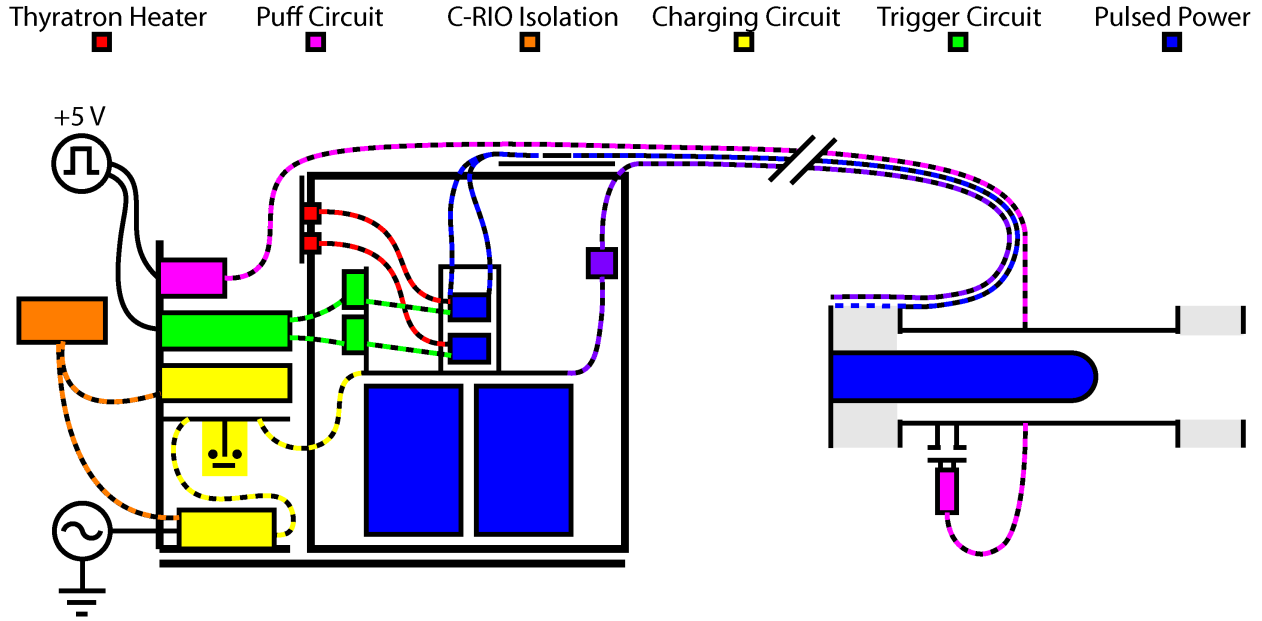 Thyratron Heater Puff Circuit C-RIO Isolation Charging Circuit Trigger Circuit Pulsed Power
+5 V